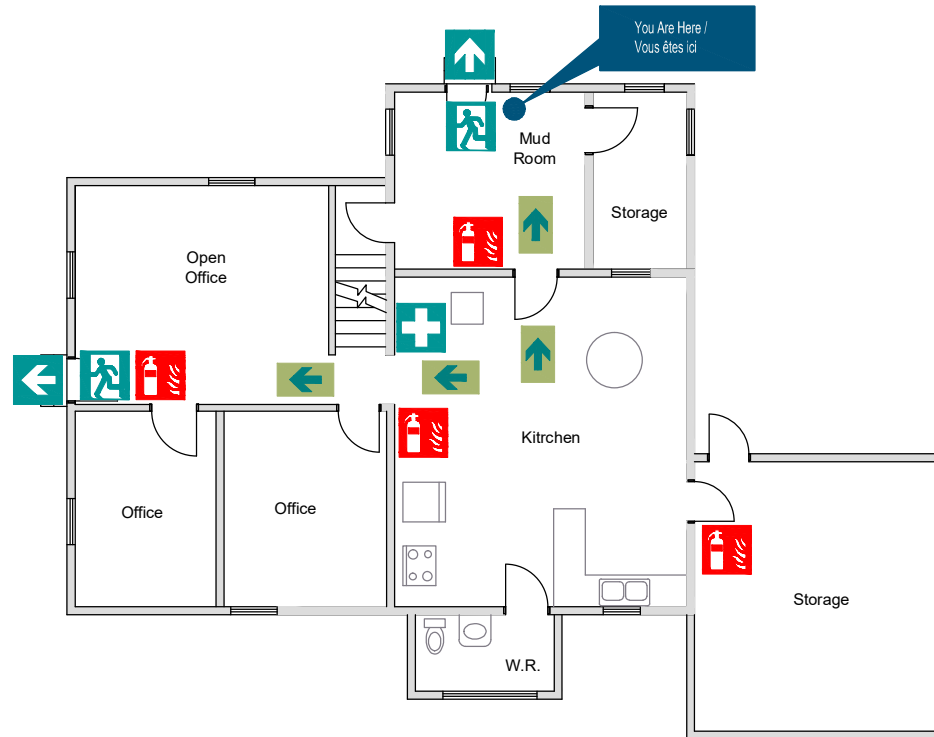 You Are Here /
Vous êtes ici
Mud
Room
Storage
Open
Office
Kitrchen
Office
Office
Storage
W.R.